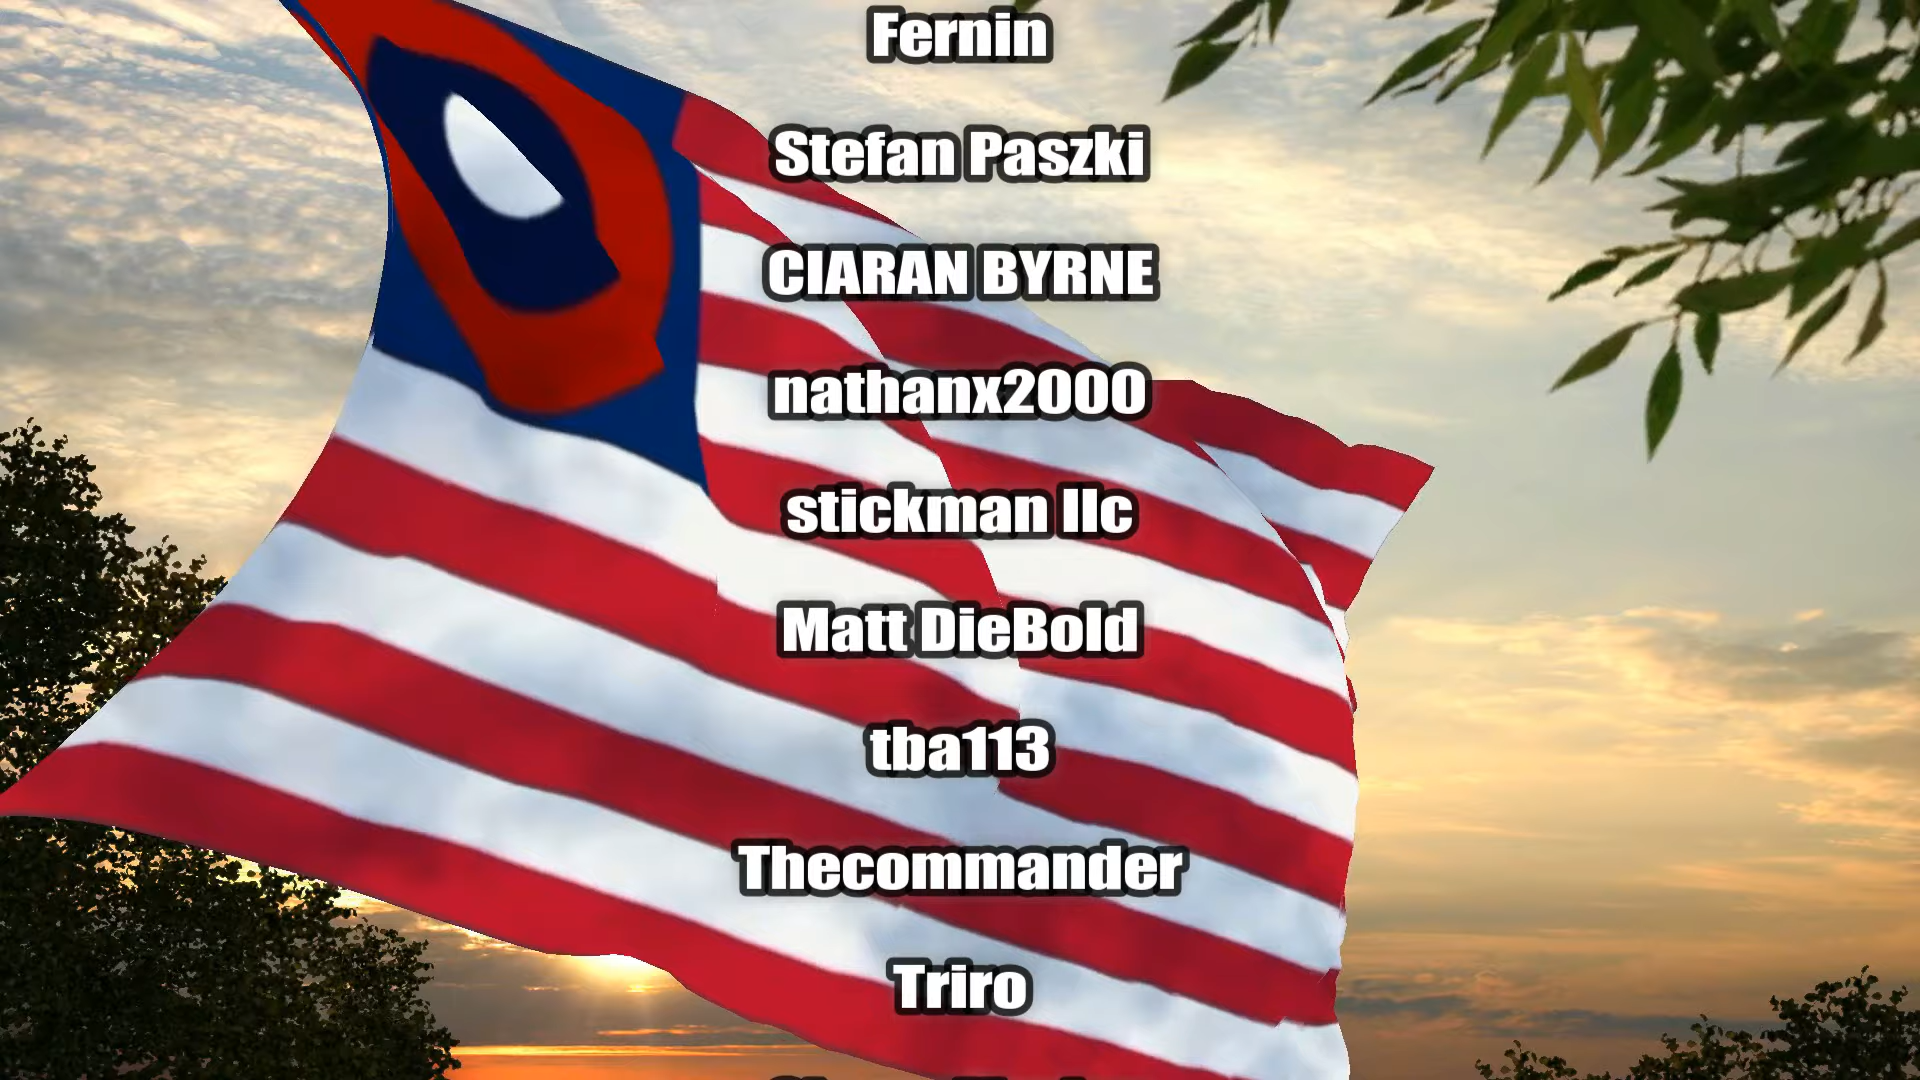 Fernin
Stefan Paszki
CIARAN BYRNE
nathanx2000
stickman llc
Matt DieBold
tba113
Thecommander
Triro